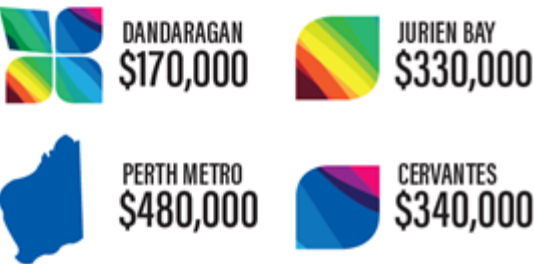 DANDARAGAN
$170,000
JURIEN BAY
$330,000
PERTH METRO
$480,000
CERVANTES
$340,000